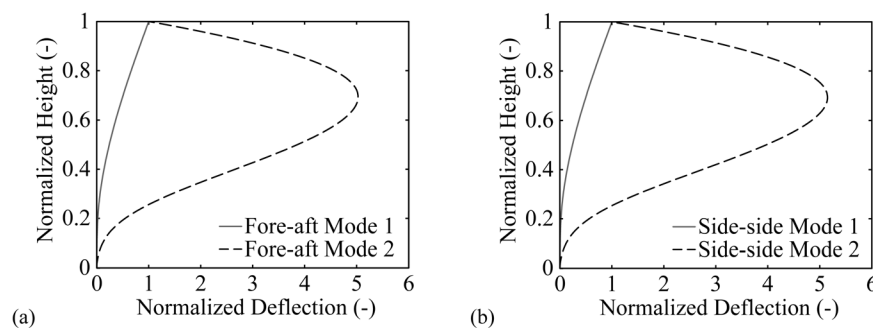 Normalized Height (-)
1
0.8
0.6
0.4
0.2
0
Fore-aft Mode 1
Fore-aft Mode 2
0 1 2 3 4 5 6
Normalized Deflection (-)
(a)
Normalized Height (-)
1
0.8
0.6
0.4
0.2
0
Side-side Mode 1
Side-side Mode 2
0 1 2 3 4 5 6
Normalized Deflection (-)
(b)